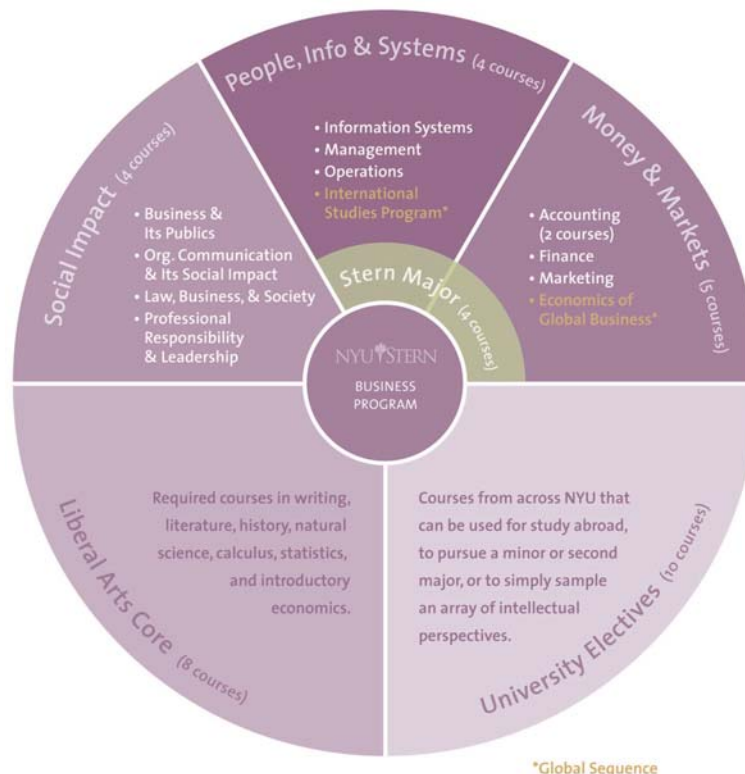 People, Info & Systems (4 courses)
• Information Systems
• Management
• Operations
• International
Studies Program*
Money & Markets (5 courses)
• Accounting
(2 courses)
• Finance
• Marketing
• Economics of
Global Business*
Social Impact (4 courses)
• Business &
Its Publics
• Org. Communication
& Its Social Impact
• Law, Business, & Society
• Professional
Responsibility
& Leadership
Stern Major (4 courses)
NYU STERN
BUSINESS
PROGRAM
Liberal Arts Core (8 courses)
Required courses in writing,
literature, history, natural
science, calculus, statistics,
and introductory
economics.
University Electives (10 courses)
Courses from across NYU that
can be used for study abroad,
to pursue a minor or second
major, or to simply sample
an array of intellectual
perspectives.
*Global Sequence